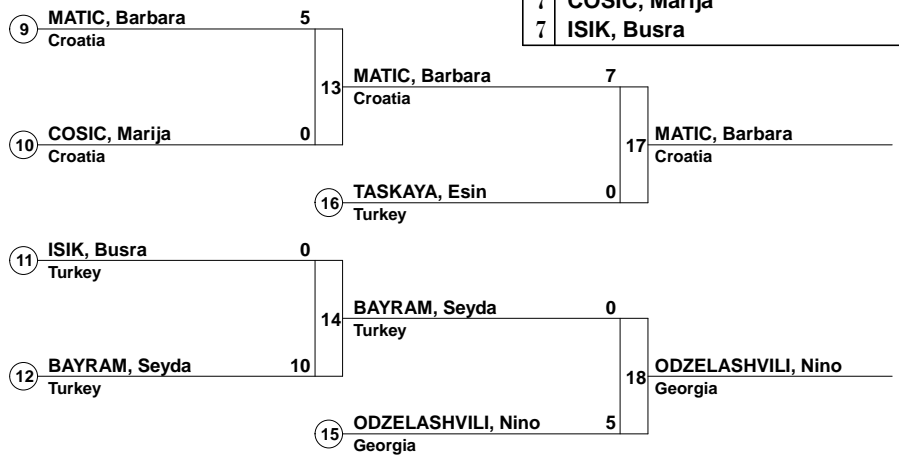 7 COSIC, Marija
7 ISIK, Busra
9 MATIC, Barbara 5
Croatia
13 MATIC, Barbara 7
Croatia
10 COSIC, Marija 0
Croatia
17 MATIC, Barbara
Croatia
16 TASKAYA, Esin 0
Turkey
11 ISIK, Busra 0
Turkey
14 BAYRAM, Seyda 0
Turkey
12 BAYRAM, Seyda 10
Turkey
18 ODZELASHVILI, Nino
Georgia
15 ODZELASHVILI, Nino 5
Georgia